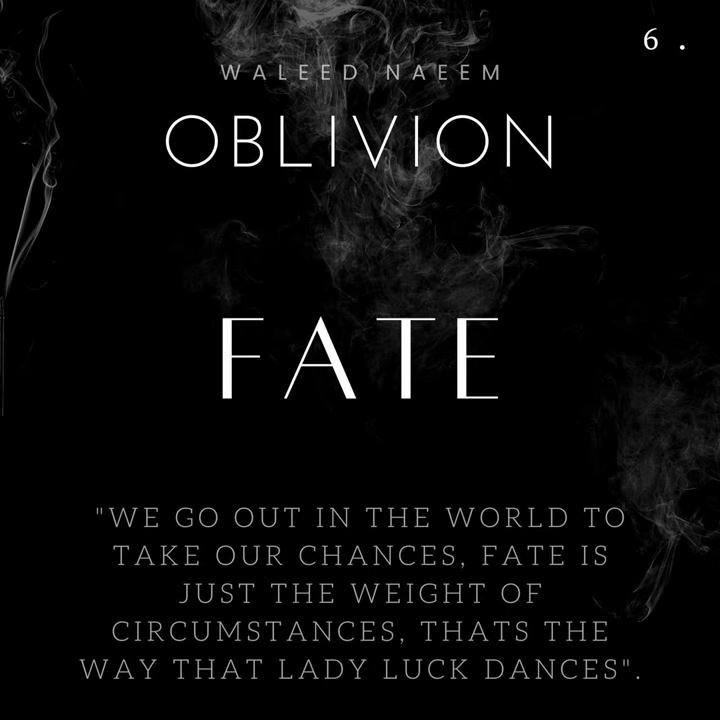 6 .
WALEED NAEEM
OBLIVION
FATE
"WE GO OUT IN THE WORLD TO
TAKE OUR CHANCES, FATE IS
JUST THE WEIGHT OF
CIRCUMSTANCES, THATS THE
WAY THAT LADY LUCK DANCES".